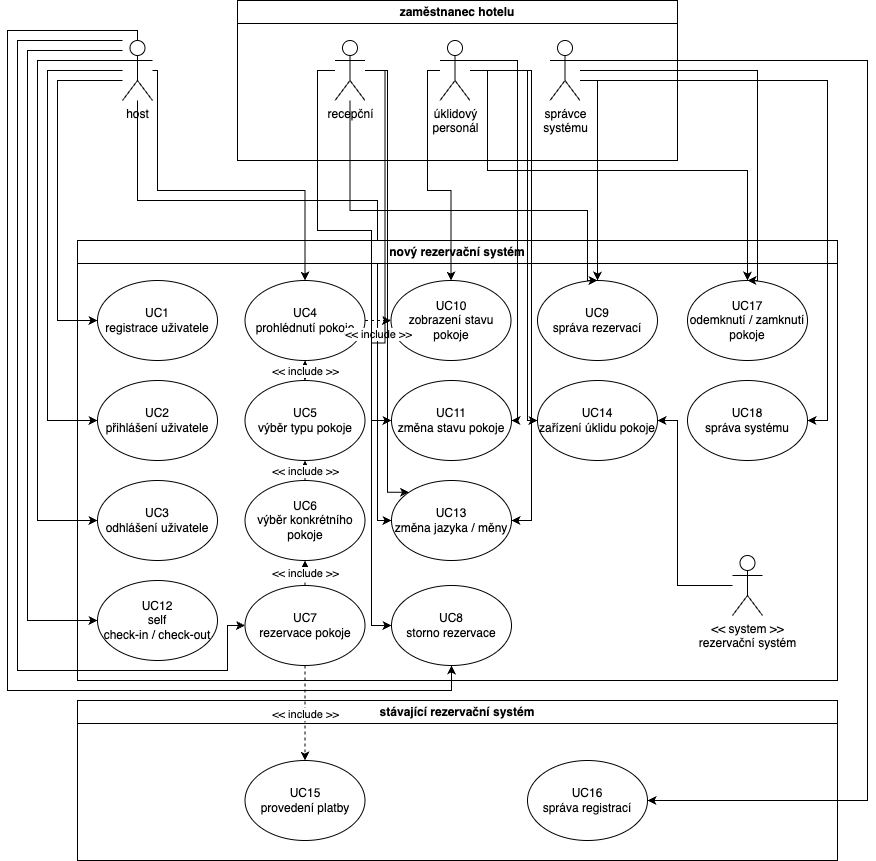 zaměstnanec hotelu
host
recepční
úklidový
personál
správce
systému
nový rezervační systém
UC1
registrace uživatele
UC4
prohlédnutí pokoje
<< include >>
UC10
zobrazení stavu
pokoje
UC9
správa rezervací
UC17
odemknutí / zamknutí
pokoje
<< include >>
UC2
přihlášení uživatele
UC5
výběr typu pokoje
UC11
změna stavu pokoje
UC14
zařízení úklidu pokoje
UC18
správa systému
<< include >>
UC3
odhlášení uživatele
UC6
výběr konkrétního
pokoje
UC13
změna jazyka / měny
<< include >>
UC12
self
check-in / check-out
UC7
rezervace pokoje
UC8
storno rezervace
<< system >>
rezervační systém
<< include >>
stávající rezervační systém
UC15
provedení platby
UC16
správa registrací